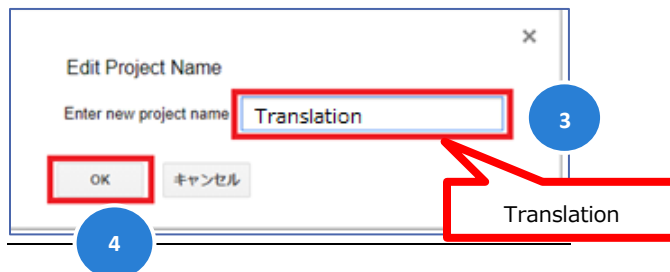 ×
Edit Project Name
Enter new project name Translation
3
OK キャンセル
Translation
4